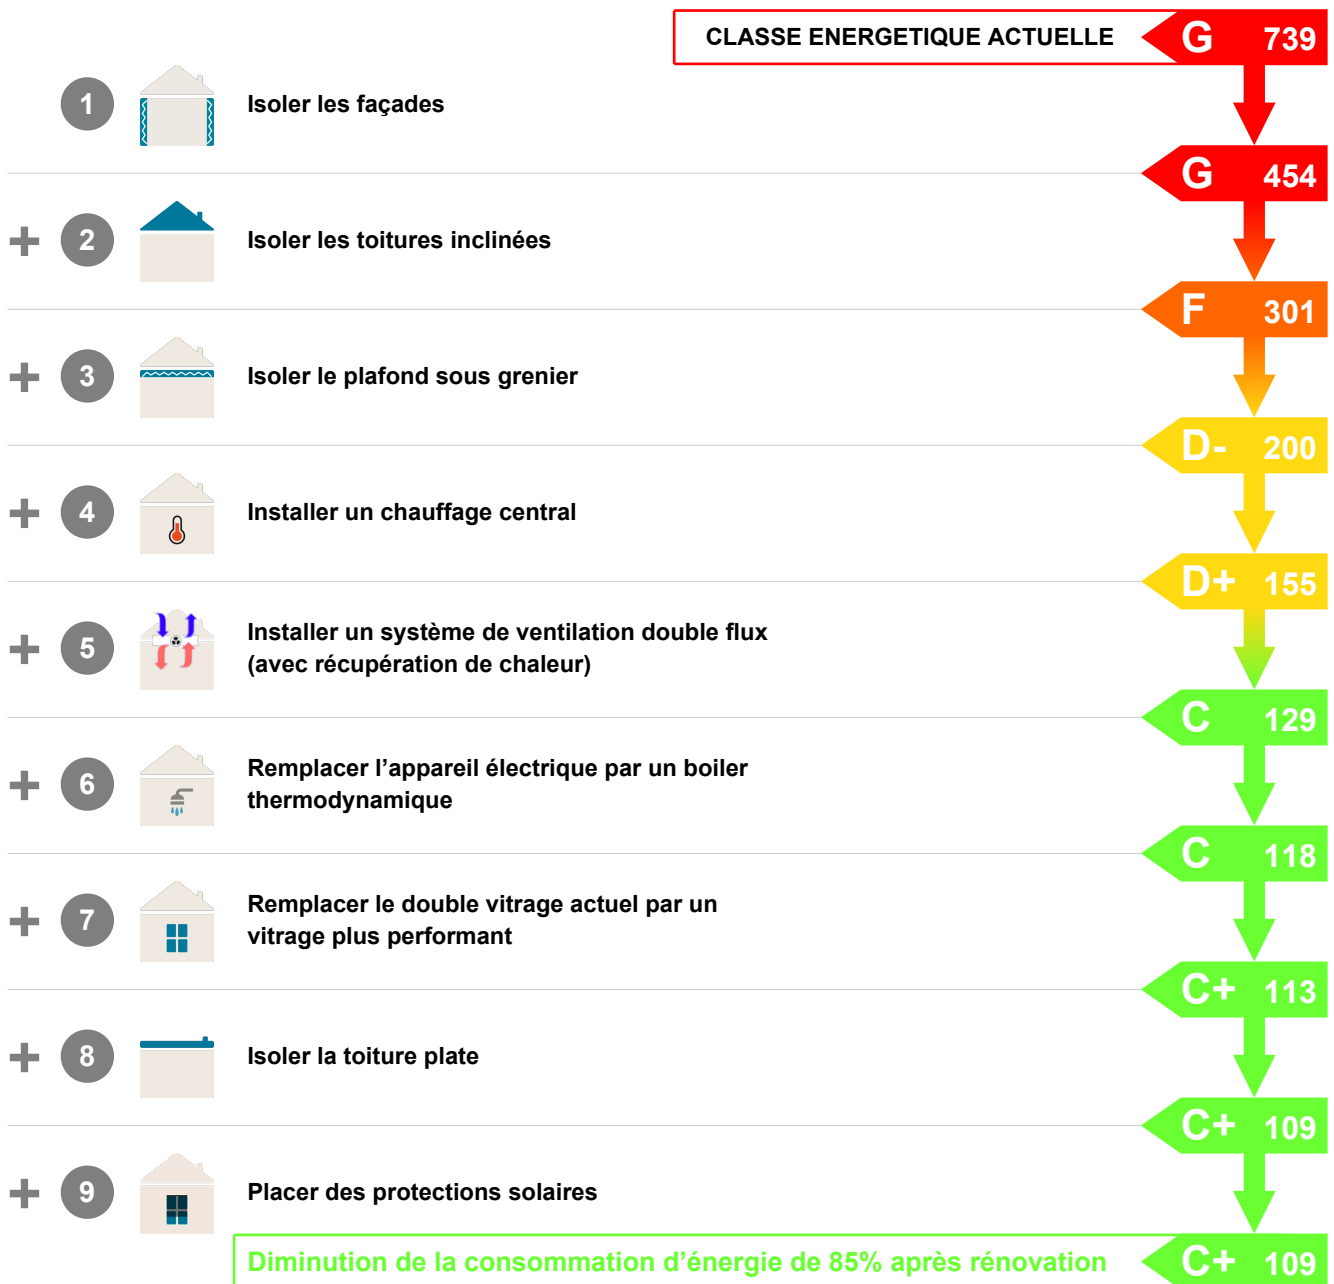 CLASSE ENERGETIQUE ACTUELLE G 739
1 Isoler les façades
G 454
+ 2 Isoler les toitures inclinées
F 301
+ 3 Isoler le plafond sous grenier
D- 200
+ 4 Installer un chauffage central
D+ 155
+ 5 Installer un système de ventilation double flux
(avec récupération de chaleur)
C 129
+ 6 Remplacer l’appareil électrique par un boiler
thermodynamique
C 118
+ 7 Remplacer le double vitrage actuel par un
vitrage plus performant
C+ 113
+ 8 Isoler la toiture plate
C+ 109
+ 9 Placer des protections solaires
Diminution de la consommation d’énergie de 85% après rénovation C+ 109